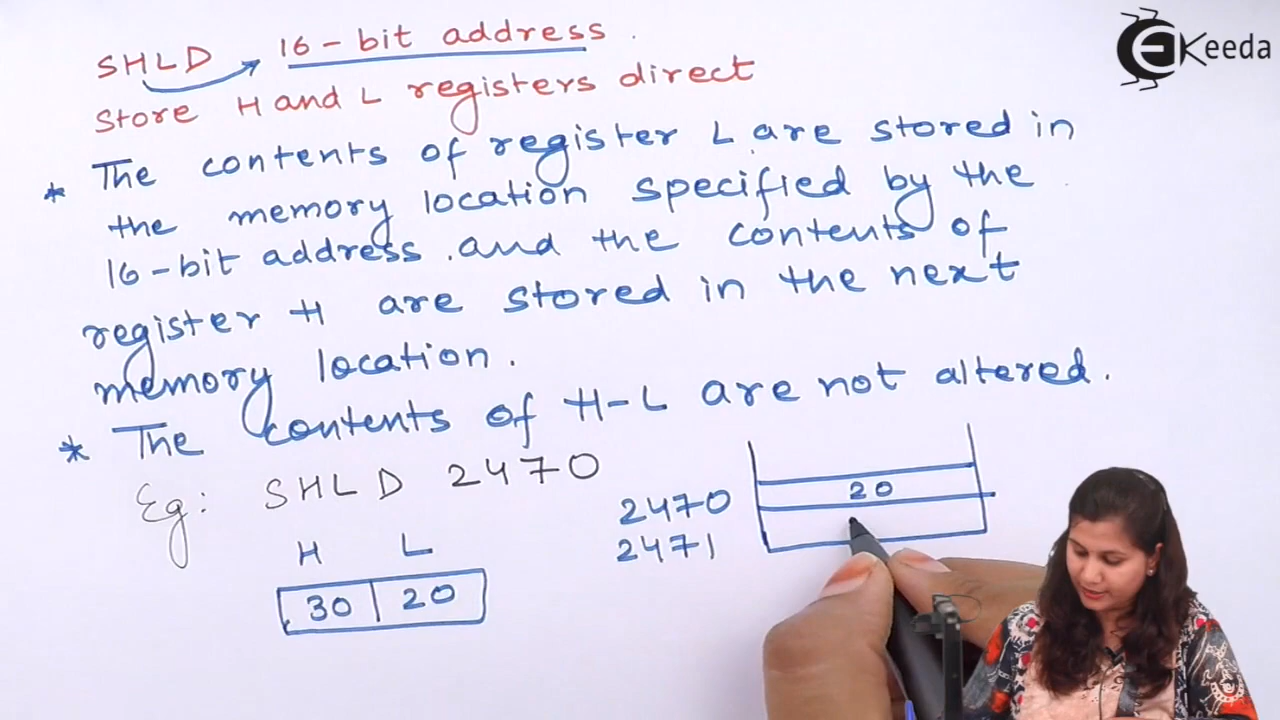 SHLD 16-bit address.
Store H and L registers direct
* The contents of register L are stored in
the memory location specified by the
16-bit address. and the contents of
register H are stored in the next
memory location.
* The contents of H-L are not altered.
Eg: SHLD 2470
H L
30 20
2470 20
2471
EKeeda